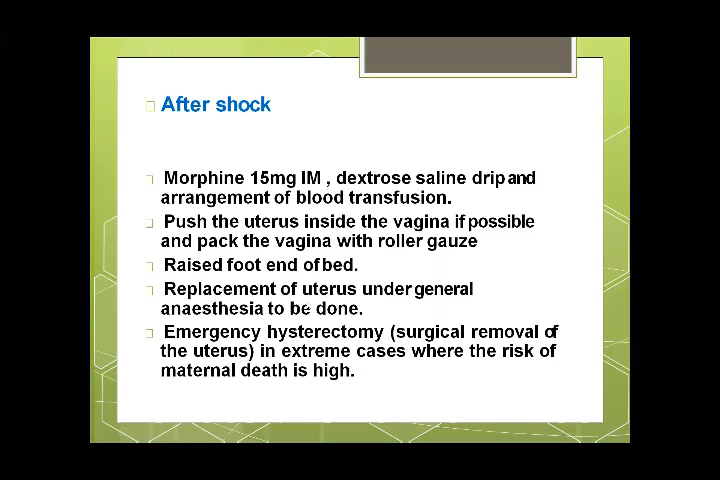 After shock
Morphine 15mg IM , dextrose saline drip and
arrangement of blood transfusion.
Push the uterus inside the vagina if possible
and pack the vagina with roller gauze
Raised foot end of bed.
Replacement of uterus under general
anaesthesia to be done.
Emergency hysterectomy (surgical removal of
the uterus) in extreme cases where the risk of
maternal death is high.